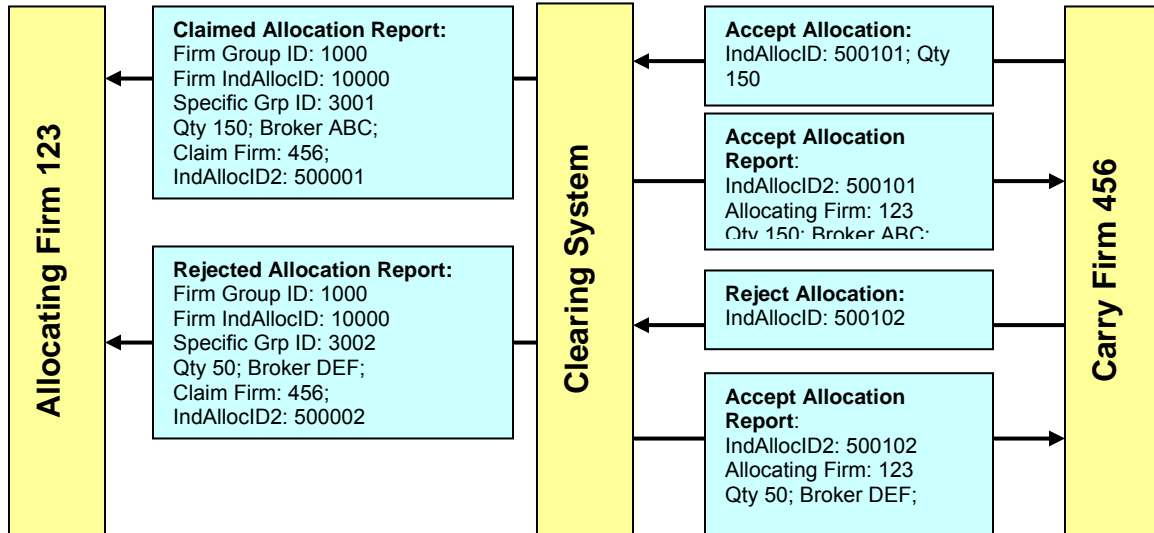 Allocating Firm 123
Claimed Allocation Report:
Firm Group ID: 1000
Firm IndAllocID: 10000
Specific Grp ID: 3001
Qty 150; Broker ABC;
Claim Firm: 456;
IndAllocID2: 500001
Rejected Allocation Report:
Firm Group ID: 1000
Firm IndAllocID: 10000
Specific Grp ID: 3002
Qty 50; Broker DEF;
Claim Firm: 456;
IndAllocID2: 500002
Clearing System
Accept Allocation:
IndAllocID: 500101; Qty
150
Accept Allocation
Report:
IndAllocID2: 500101
Allocating Firm: 123
Qty 150; Broker ABC;
Reject Allocation:
IndAllocID: 500102
Accept Allocation
Report:
IndAllocID2: 500102
Allocating Firm: 123
Qty 50; Broker DEF;
Carry Firm 456